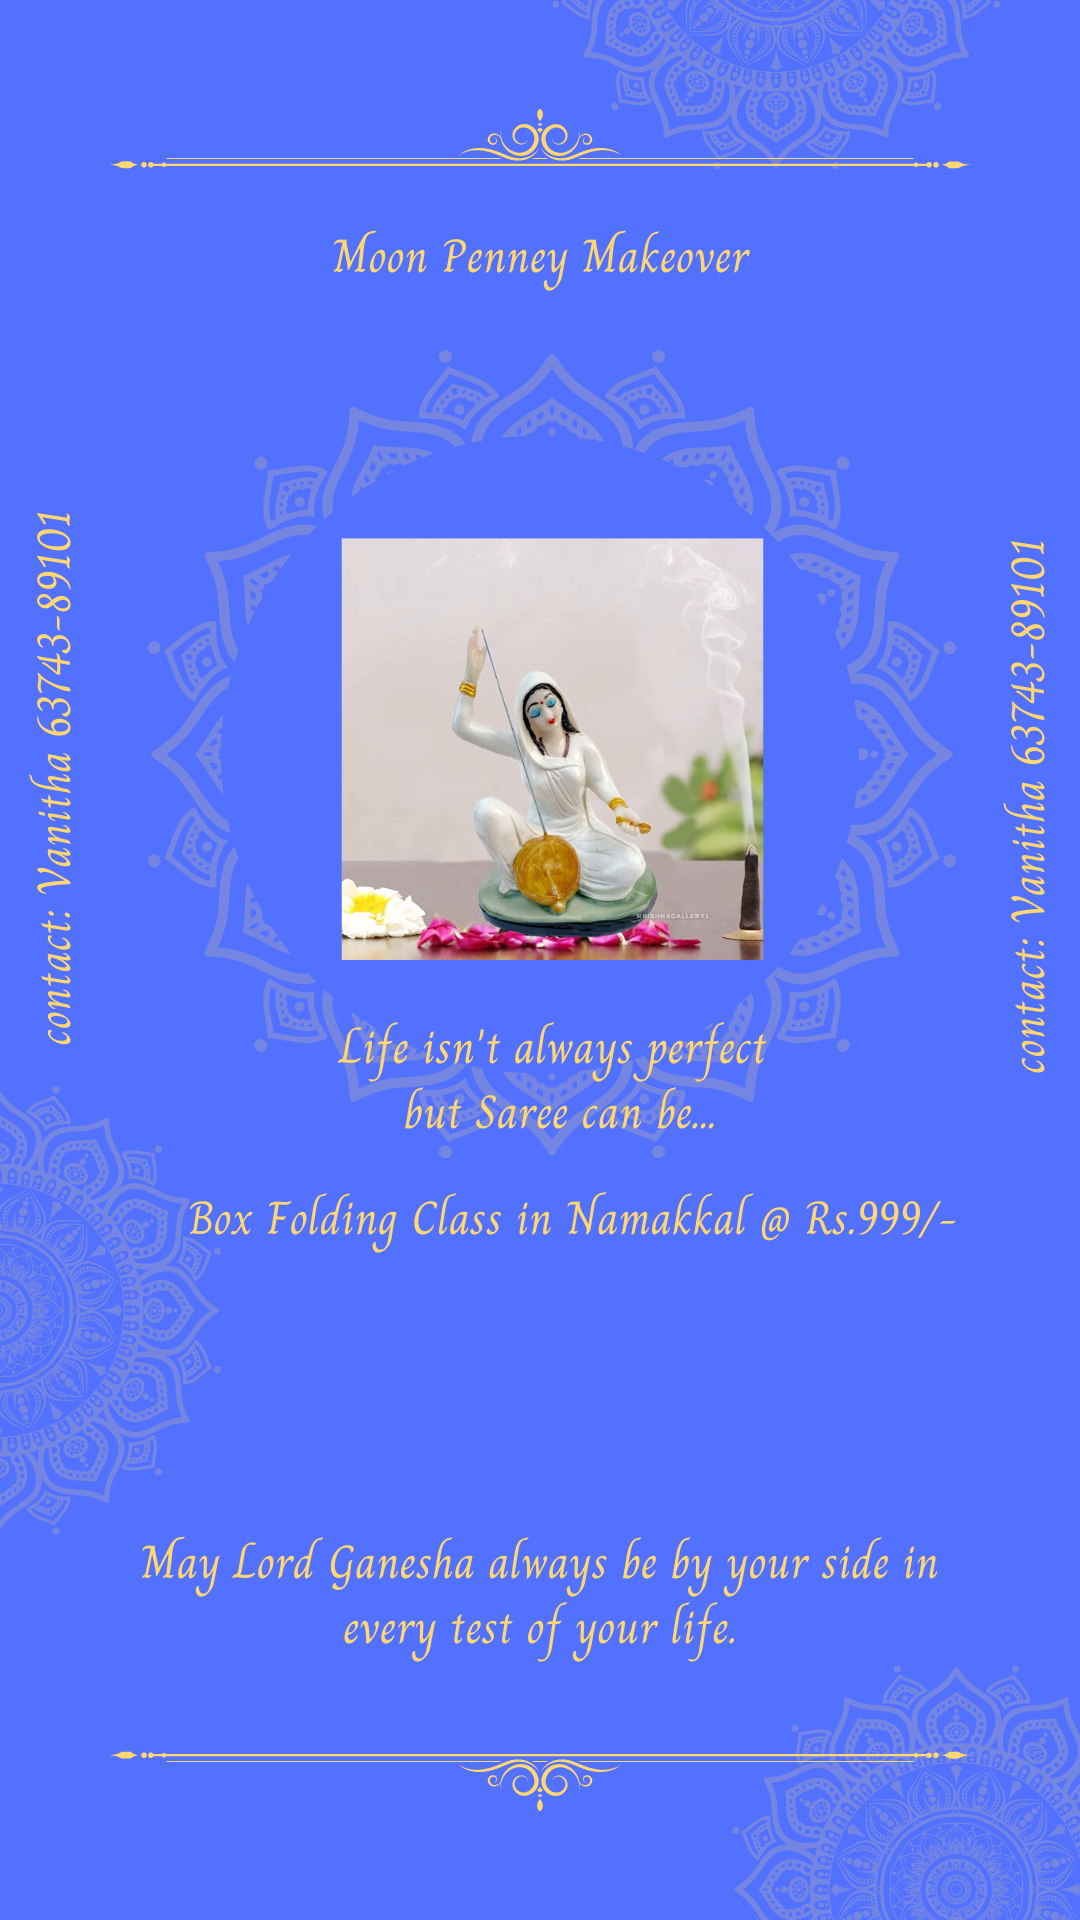 Moon Penney Makeover
contact: Vanitha 63743-89101
contact: Vanitha 63743-89101
KRISHNAGALLERY1
Life isn't always perfect
but Saree can be...
Box Folding Class in Namakkal @ Rs.999/-
May Lord Ganesha always be by your side in
every test of your life.